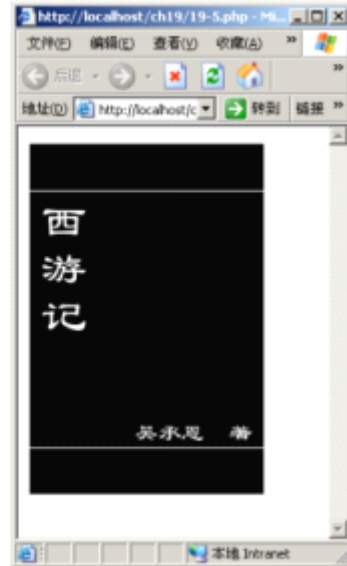 http://localhost/ch19/19-5.php - Mi...
文件(F) 编辑(E) 查看(V) 收藏(A) »
后退 »
地址(D) http://localhost/c 转到 链接 »
西
游
记
吴承恩 著
本地 Intranet